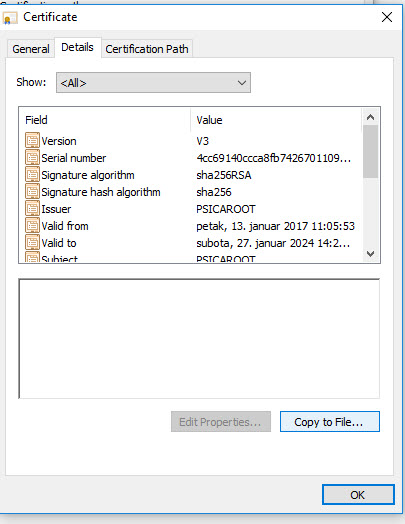 Certificate
General Details Certification Path
Show: <All>
Field Value
Version V3
Serial number 4cc69140ccca8fb7426701109...
Signature algorithm sha256RSA
Signature hash algorithm sha256
Issuer PSICAROOT
Valid from petak, 13. januar 2017 11:05:53
Valid to subota, 27. januar 2024 14:2...
Subject PSICAROOT
Edit Properties... Copy to File...
OK